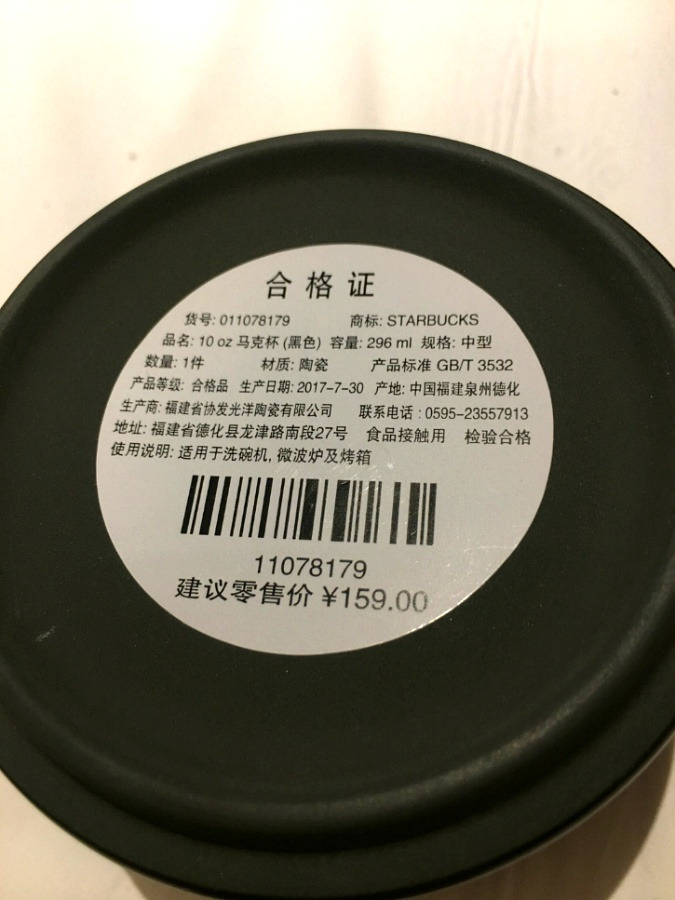 合格证
货号: 011078179 商标: STARBUCKS
品名: 10 oz 马克杯 (黑色) 容量: 296 ml 规格: 中型
数量: 1件 材质: 陶瓷 产品标准 GB/T 3532
产品等级: 合格品 生产日期: 2017-7-30 产地: 中国福建泉州德化
生产商: 福建省协发光洋陶瓷有限公司 联系电话 : 0595-23557913
地址: 福建省德化县龙津路南段27号 食品接触用 检验合格
使用说明: 适用于洗碗机, 微波炉及烤箱
11078179
建议零售价 ¥159.00